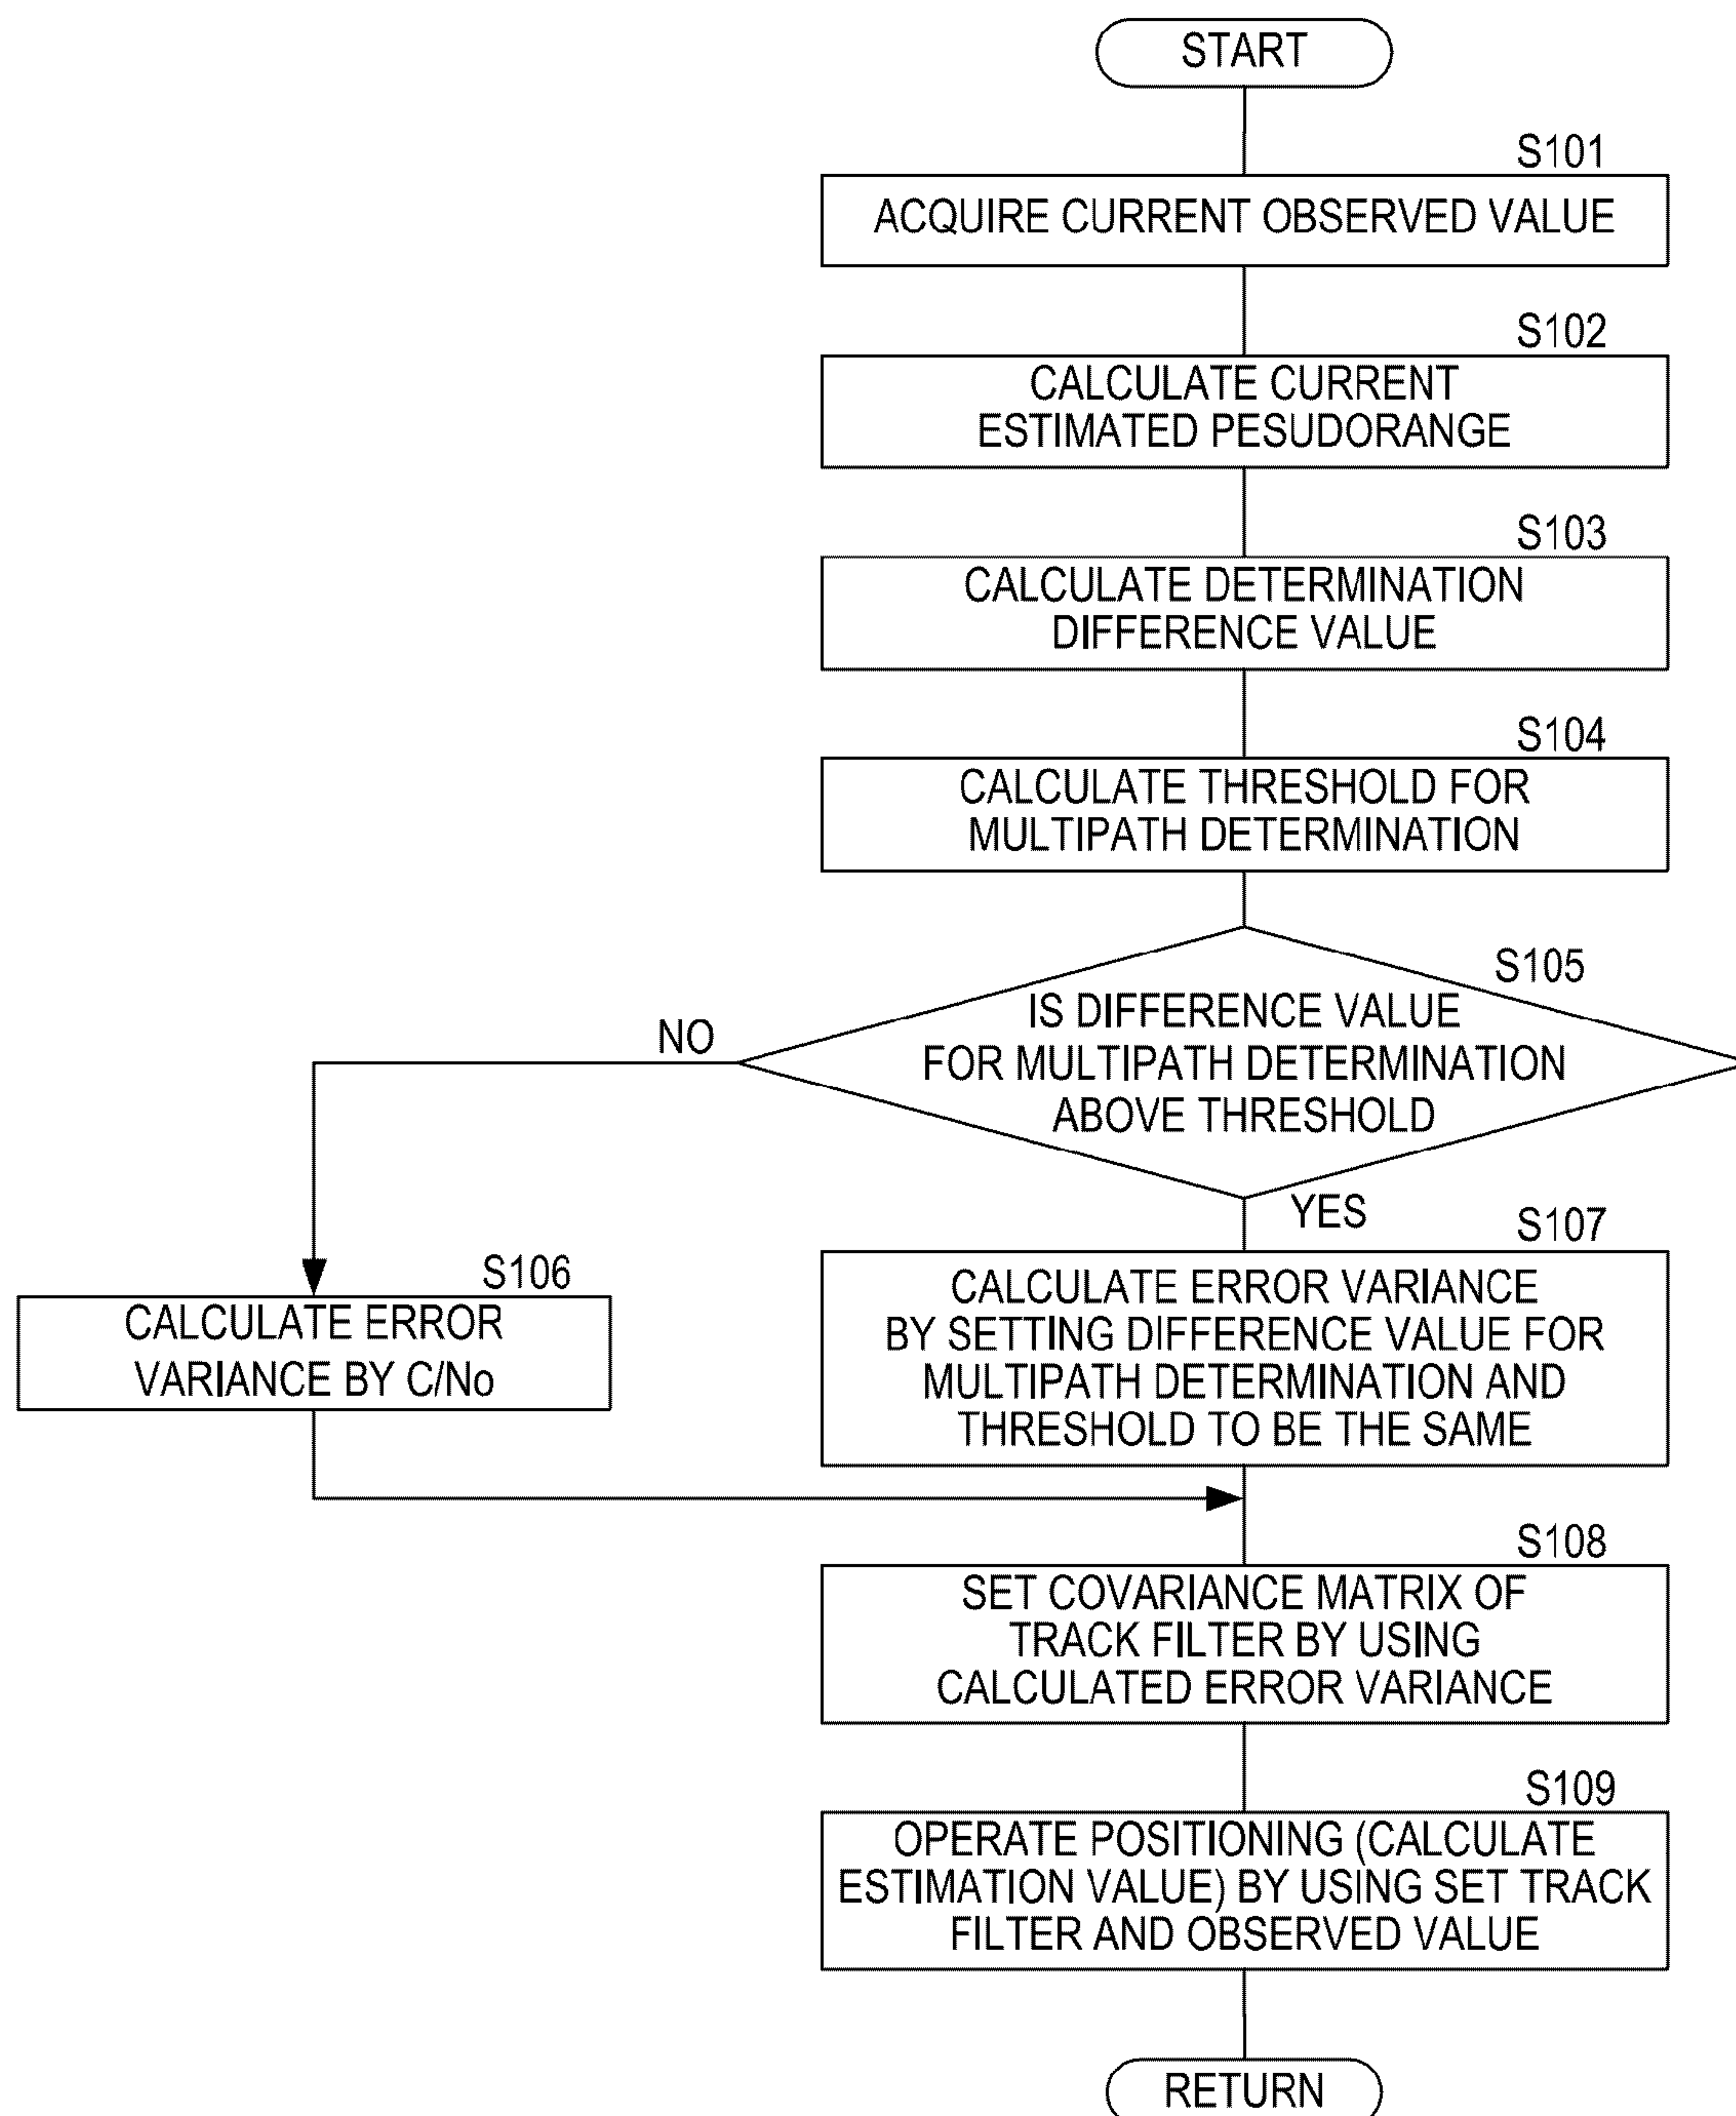 START
S101
ACQUIRE CURRENT OBSERVED VALUE
S102
CALCULATE CURRENT
ESTIMATED PESUDORANGE
S103
CALCULATE DETERMINATION
DIFFERENCE VALUE
S104
CALCULATE THRESHOLD FOR
MULTIPATH DETERMINATION
S105
IS DIFFERENCE VALUE
FOR MULTIPATH DETERMINATION
ABOVE THRESHOLD
NO
YES
S106
CALCULATE ERROR
VARIANCE BY C/No
S107
CALCULATE ERROR VARIANCE
BY SETTING DIFFERENCE VALUE FOR
MULTIPATH DETERMINATION AND
THRESHOLD TO BE THE SAME
S108
SET COVARIANCE MATRIX OF
TRACK FILTER BY USING
CALCULATED ERROR VARIANCE
S109
OPERATE POSITIONING (CALCULATE
ESTIMATION VALUE) BY USING SET TRACK
FILTER AND OBSERVED VALUE
RETURN